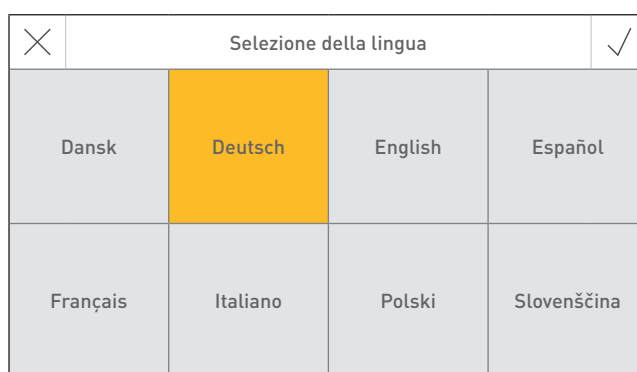 Selezione della lingua
Dansk Deutsch English Español
Français Italiano Polski Slovenščina